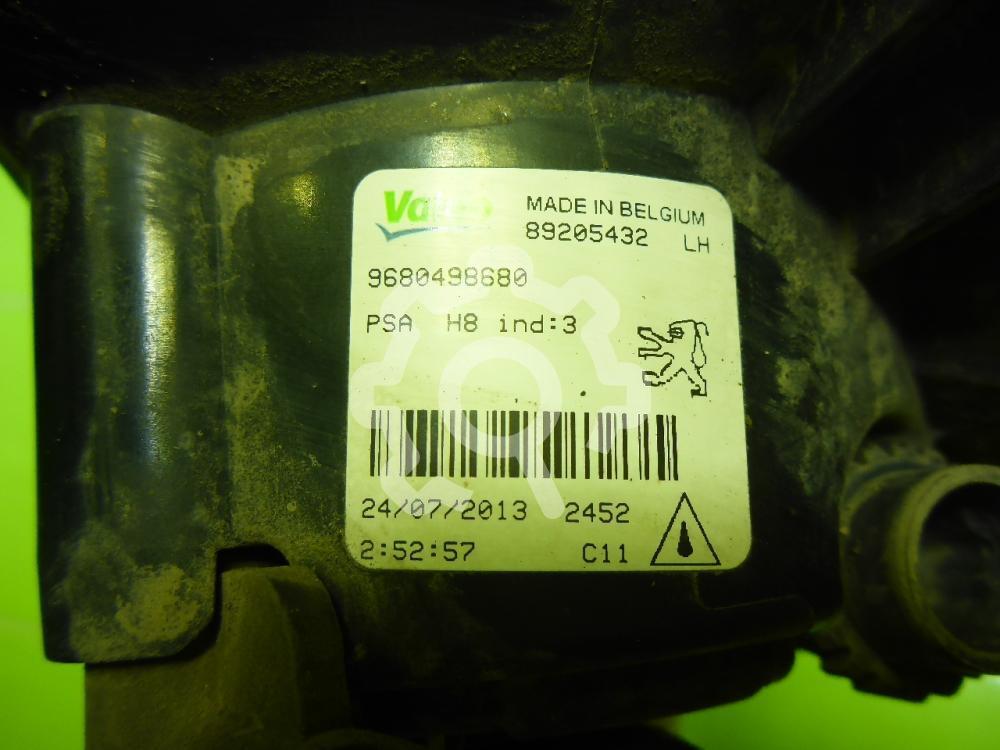 Valeo MADE IN BELGIUM
89205432 LH
9680498680
PSA H8 ind:3
24/07/2013 2452
2:52:57 C11